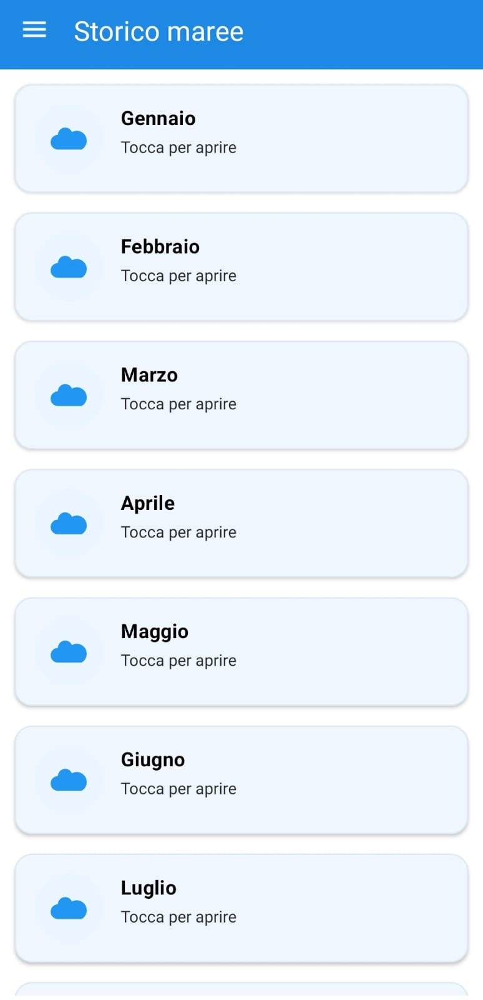 Storico maree
Gennaio
Tocca per aprire
Febbraio
Tocca per aprire
Marzo
Tocca per aprire
Aprile
Tocca per aprire
Maggio
Tocca per aprire
Giugno
Tocca per aprire
Luglio
Tocca per aprire